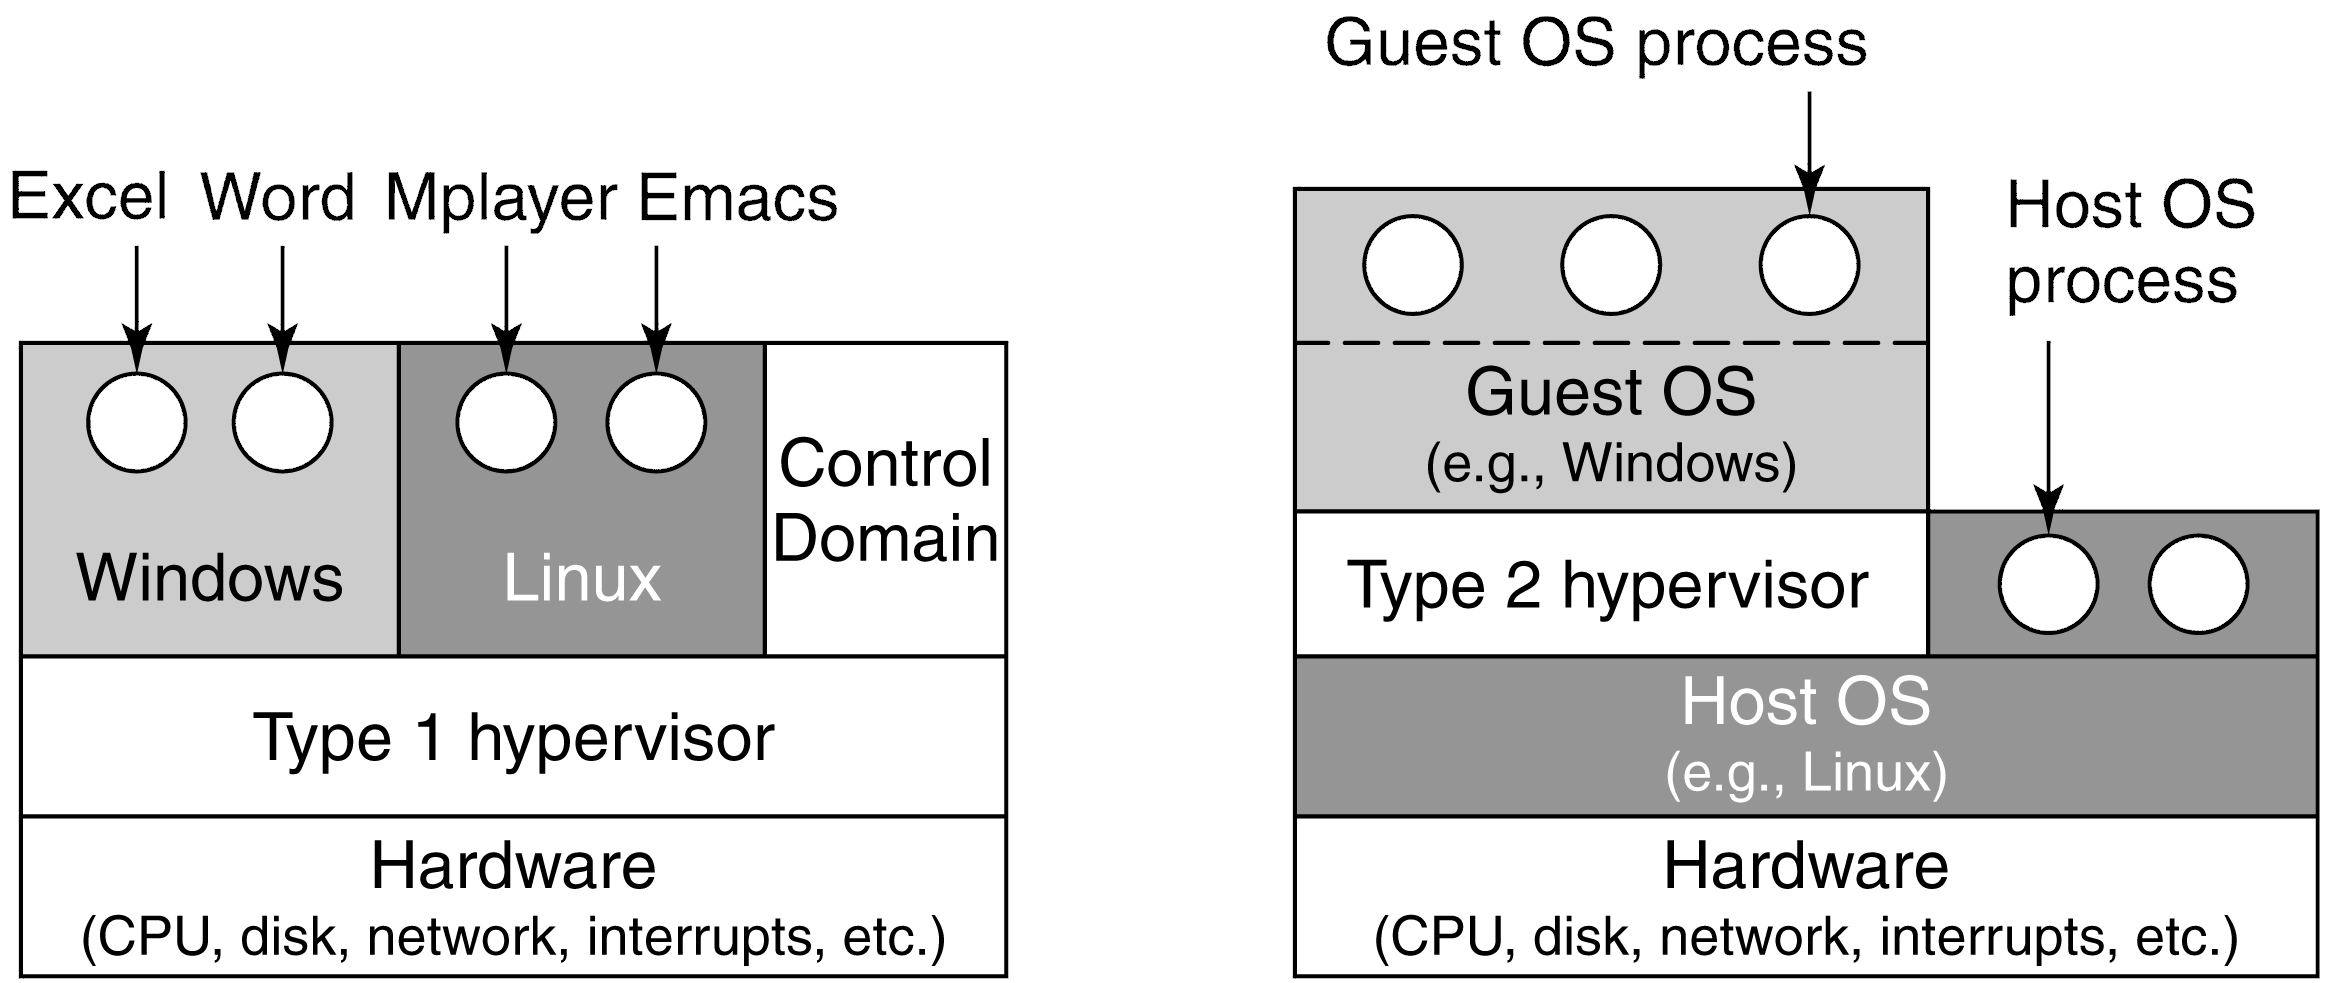 Excel Word Mplayer Emacs
Windows
Linux
Control
Domain
Type 1 hypervisor
Hardware
(CPU, disk, network, interrupts, etc.)
Guest OS process
Host OS
process
Guest OS
(e.g., Windows)
Type 2 hypervisor
Host OS
(e.g., Linux)
Hardware
(CPU, disk, network, interrupts, etc.)